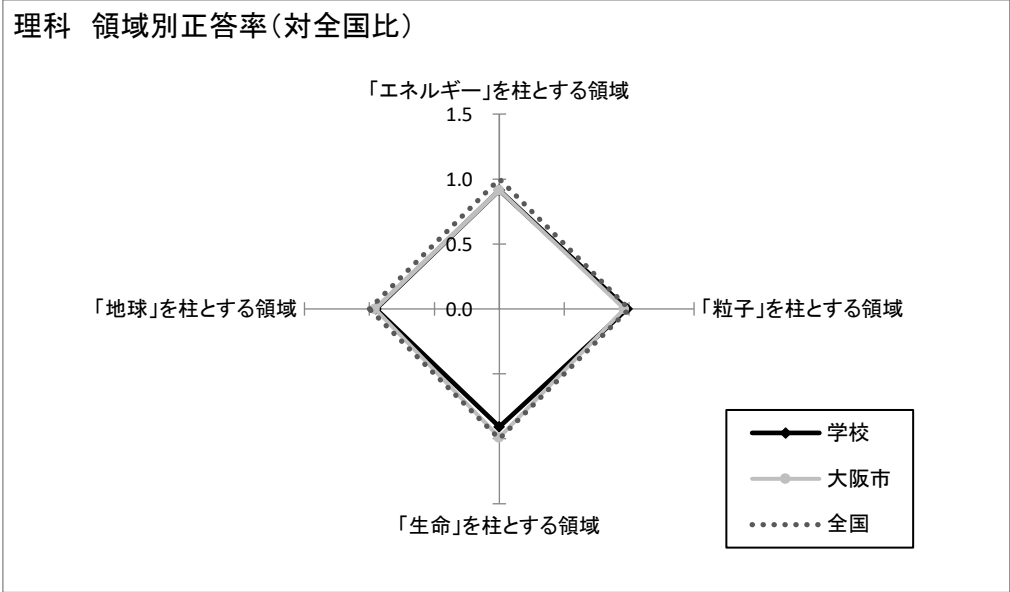 理科　領域別正答率（対全国比）
「エネルギー」を柱とする領域
1.5
1.0
0.5
0.0
「地球」を柱とする領域
「粒子」を柱とする領域
「生命」を柱とする領域
学校
大阪市
全国